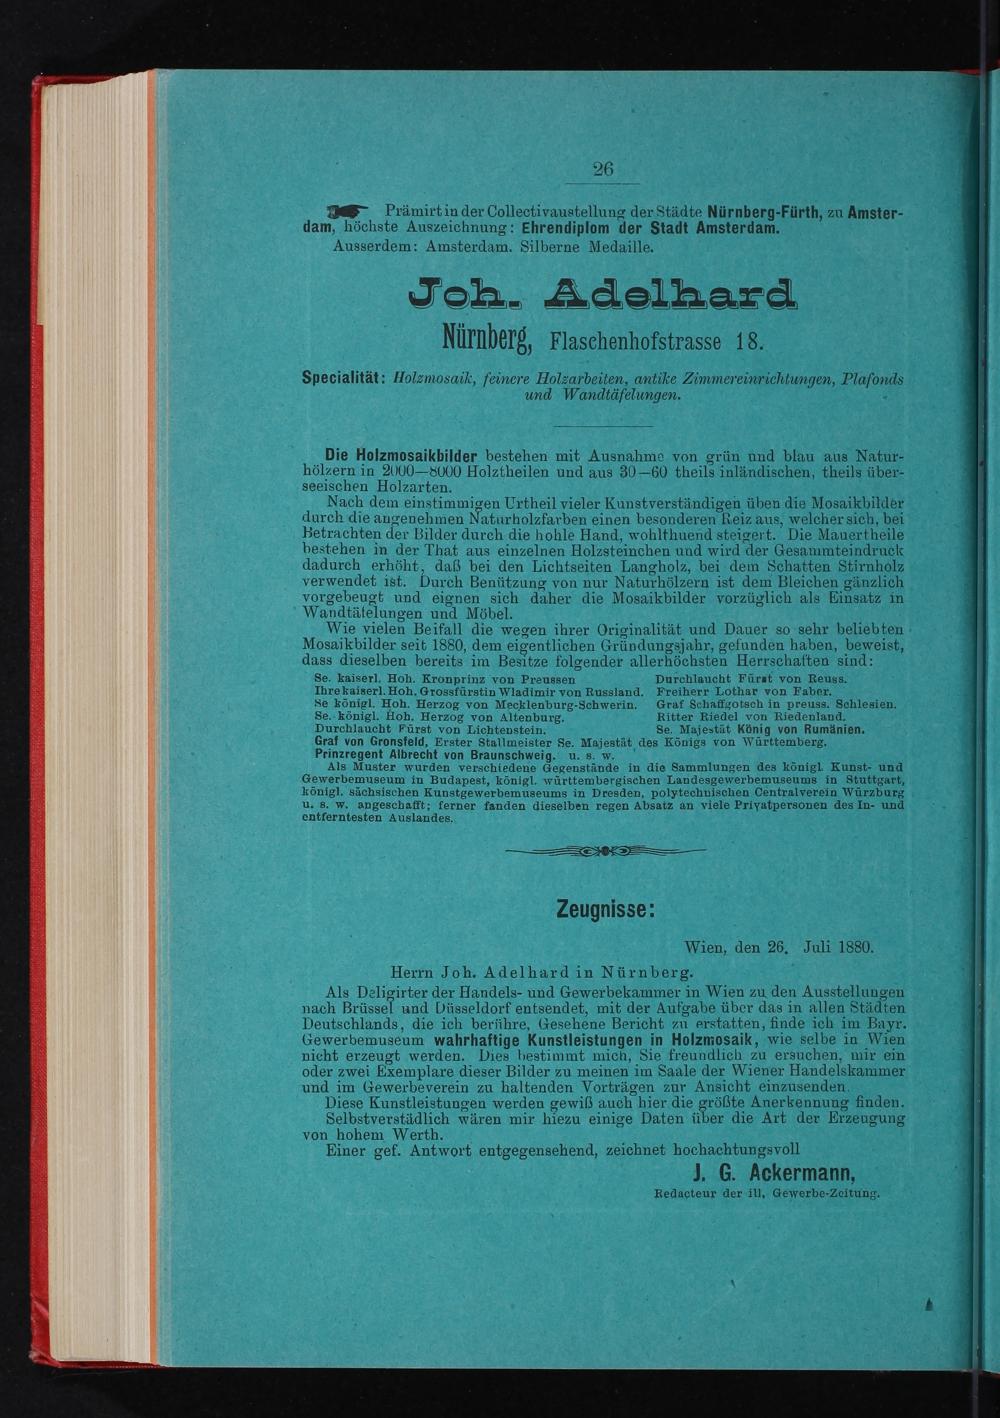 26
Prämirt in der Collectivaustellung der Städte Nürnberg-Fürth, zu Amster-
dam, höchste Auszeichnung: Ehrendiplom der Stadt Amsterdam.
Ausserdem: Amsterdam. Silberne Medaille.
Joh. Adelhard
Nürnberg, Flaschenhofstrasse 18.
Specialität: Holzmosaik, feinere Holzarbeiten, antike Zimmereinrichtungen, Plafonds
und Wandtäfelungen.
Die Holzmosaikbilder bestehen mit Ausnahme von grün und blau aus Natur-
hölzern in 2000—8000 Holztheilen und aus 30—60 theils inländischen, theils über-
seeischen Holzarten.
Nach dem einstimmigen Urtheil vieler Kunstverständigen üben die Mosaikbilder
durch die angenehmen Naturholzfarben einen besonderen Reiz aus, welcher sich, bei
Betrachten der Bilder durch die hohle Hand, wohlthuend steigert. Die Mauertheile
bestehen in der That aus einzelnen Holzsteinchen und wird der Gesammteindruck
dadurch erhöht, daß bei den Lichtseiten Langholz, bei dem Schatten Stirnholz
verwendet ist. Durch Benützung von nur Naturhölzern ist dem Bleichen gänzlich
vorgebeugt und eignen sich daher die Mosaikbilder vorzüglich als Einsatz in
Wandtäfelungen und Möbel.
Wie vielen Beifall die wegen ihrer Originalität und Dauer so sehr beliebten
Mosaikbilder seit 1880, dem eigentlichen Gründungsjahr, gefunden haben, beweist,
dass dieselben bereits im Besitze folgender allerhöchsten Herrschaften sind:
Se. kaiserl. Hoh. Kronprinz von Preussen
Ihre kaiserl. Hoh. Grossfürstin Wladimir von Russland.
Se königl. Hoh. Herzog von Mecklenburg-Schwerin.
Se. königl. Hoh. Herzog von Altenburg.
Durchlaucht Fürst von Lichtenstein.
Durchlaucht Fürst von Reuss.
Freiherr Lothar von Faber.
Graf Schaffgotsch in preuss. Schlesien.
Ritter Riedel von Riedenland.
Se. Majestät König von Rumänien.
Graf von Gronsfeld, Erster Stallmeister Se. Majestät des Königs von Württemberg.
Prinzregent Albrecht von Braunschweig. u. s. w.
Als Muster wurden verschiedene Gegenstände in die Sammlungen des königl. Kunst- und
Gewerbemuseum in Budapest, königl. württembergischen Landesgewerbemuseums in Stuttgart,
königl. sächsischen Kunstgewerbemuseums in Dresden, polytechnischen Centralverein Würzburg
u. s. w. angeschafft; ferner fanden dieselben regen Absatz an viele Privatpersonen des In- und
entferntesten Auslandes.
Zeugnisse:
Wien, den 26. Juli 1880.
Herrn Joh. Adelhard in Nürnberg.
Als Deligirter der Handels- und Gewerbekammer in Wien zu den Ausstellungen
nach Brüssel und Düsseldorf entsendet, mit der Aufgabe über das in allen Städten
Deutschlands, die ich berühre, Gesehene Bericht zu erstatten, finde ich im Bayr.
Gewerbemuseum wahrhaftige Kunstleistungen in Holzmosaik, wie selbe in Wien
nicht erzeugt werden. Dies bestimmt mich, Sie freundlich zu ersuchen, mir ein
oder zwei Exemplare dieser Bilder zu meinen im Saale der Wiener Handelskammer
und im Gewerbeverein zu haltenden Vorträgen zur Ansicht einzusenden.
Diese Kunstleistungen werden gewiß auch hier die größte Anerkennung finden.
Selbstverstädlich wären mir hiezu einige Daten über die Art der Erzeugung
von hohem Werth.
Einer gef. Antwort entgegensehend, zeichnet hochachtungsvoll
J. G. Ackermann,
Redacteur der ill. Gewerbe-Zeitung.